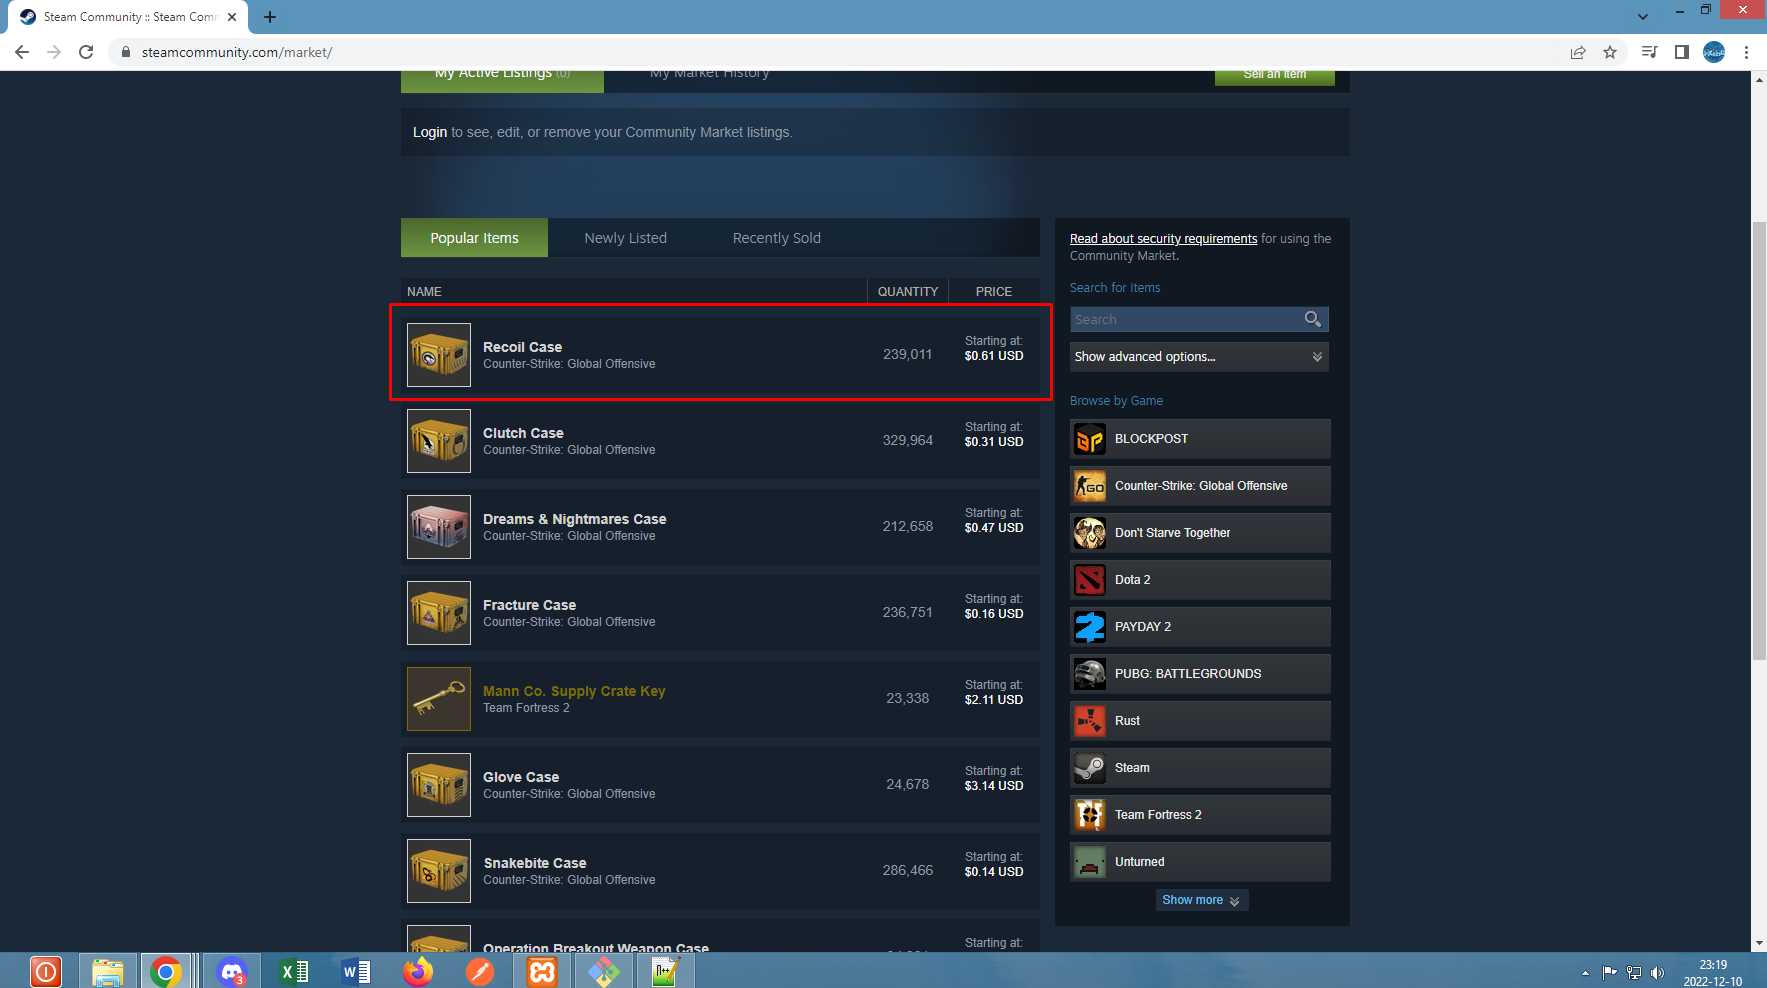 Steam Community :: Steam Com
steamcommunity.com/market/
My Active Listings (0)
My Market History
Sell an item
Login to see, edit, or remove your Community Market listings.
Popular Items
Newly Listed
Recently Sold
NAME
QUANTITY
PRICE
Recoil Case
Counter-Strike: Global Offensive
239,011
Starting at:
$0.61 USD
Clutch Case
Counter-Strike: Global Offensive
329,964
Starting at:
$0.31 USD
Dreams & Nightmares Case
Counter-Strike: Global Offensive
212,658
Starting at:
$0.47 USD
Fracture Case
Counter-Strike: Global Offensive
236,751
Starting at:
$0.16 USD
Mann Co. Supply Crate Key
Team Fortress 2
23,338
Starting at:
$2.11 USD
Glove Case
Counter-Strike: Global Offensive
24,678
Starting at:
$3.14 USD
Snakebite Case
Counter-Strike: Global Offensive
286,466
Starting at:
$0.14 USD
Operation Breakout Weapon Case
Starting at:
Read about security requirements for using the
Community Market.
Search for Items
Search
Show advanced options...
Browse by Game
BLOCKPOST
GO
Counter-Strike: Global Offensive
Don't Starve Together
Dota 2
PAYDAY 2
PUBG: BATTLEGROUNDS
Rust
Steam
Team Fortress 2
Unturned
Show more
3
23:19
2022-12-10